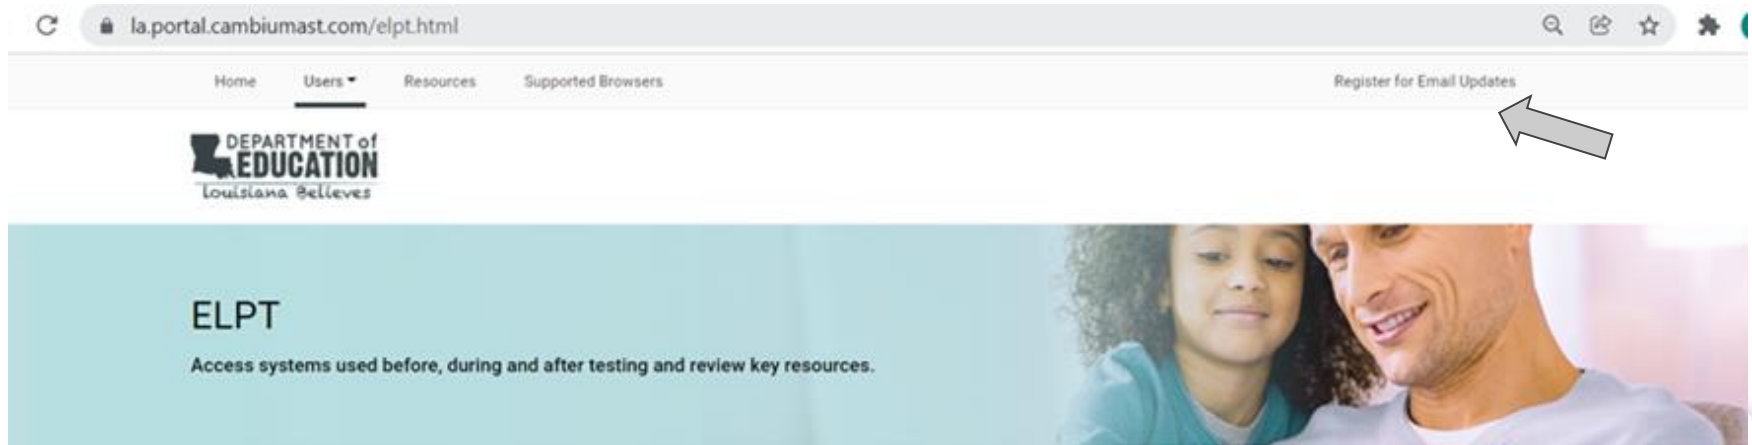 la.portal.cambiumast.com/elpt.html
Home Users Resources Supported Browsers Register for Email Updates
DEPARTMENT of
EDUCATION
Louisiana Believes
ELPT
Access systems used before, during and after testing and review key resources.